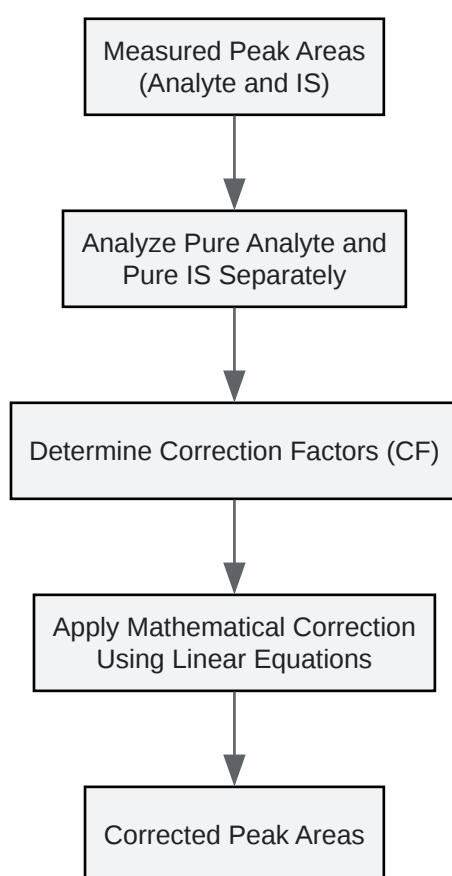 Measured Peak Areas
(Analyte and IS)
Analyze Pure Analyte and
Pure IS Separately
Determine Correction Factors (CF)
Apply Mathematical Correction
Using Linear Equations
Corrected Peak Areas